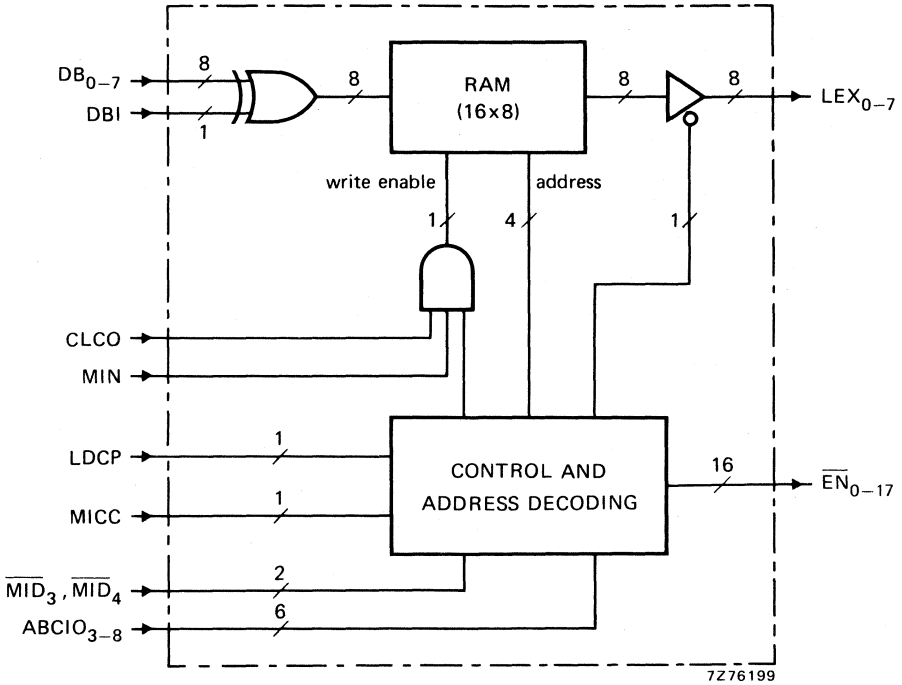 DB0–7
8
DBI
1
8
RAM
(16x8)
8
8
LEX0–7
write enable
address
1
4
1
CLCO
MIN
LDCP
1
CONTROL AND
ADDRESS DECODING
16
EN0–17
MICC
1
MID3, MID4
2
ABCIO3–8
6
7Z76199